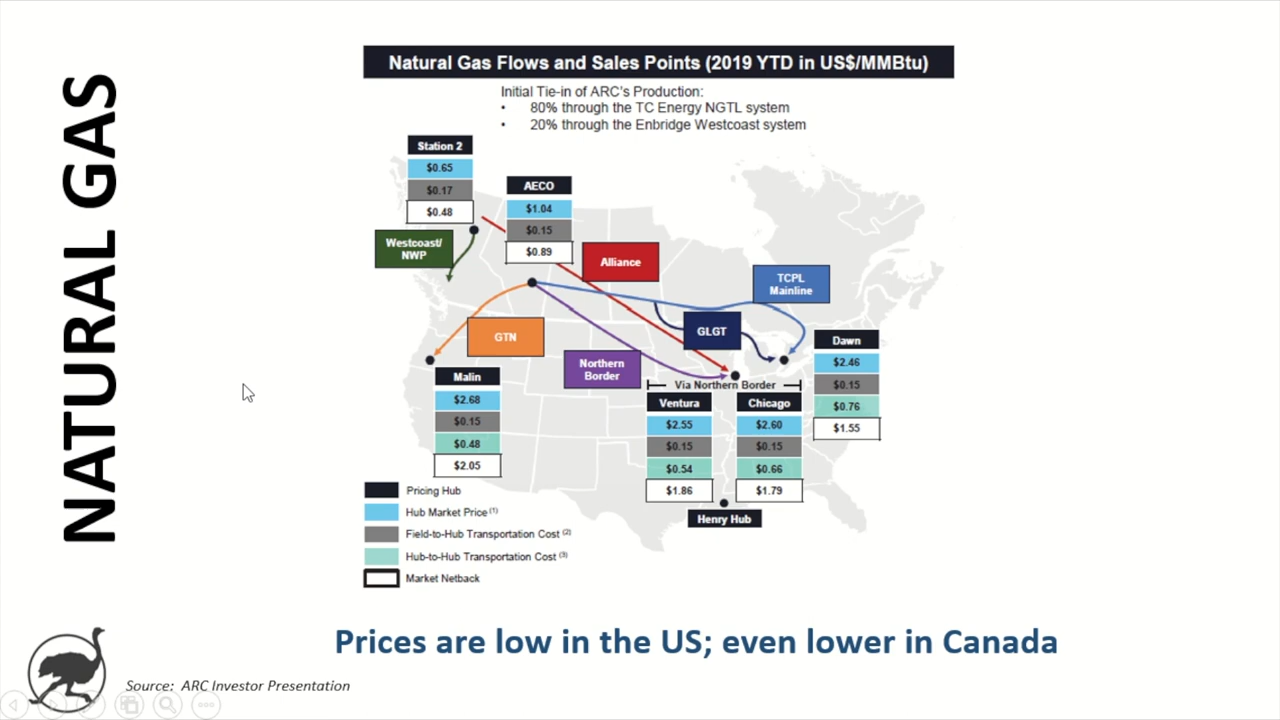 NATURAL GAS
Natural Gas Flows and Sales Points (2019 YTD in US$/MMBtu)
Initial Tie-in of ARC's Production:
• 80% through the TC Energy NGTL system
• 20% through the Enbridge Westcoast system
Station 2
$0.65
$0.17
$0.48
AECO
$1.04
$0.15
$0.89
Westcoast/
NWP
Alliance
TCPL
Mainline
GTN
GLGT
Northern
Border
Dawn
$2.46
$0.15
$0.76
$1.55
Malin
$2.68
$0.15
$0.48
$2.05
Via Northern Border
Ventura
$2.55
$0.15
$0.54
$1.86
Chicago
$2.60
$0.15
$0.66
$1.79
Henry Hub
Pricing Hub
Hub Market Price (1)
Field-to-Hub Transportation Cost (2)
Hub-to-Hub Transportation Cost (3)
Market Netback
Prices are low in the US; even lower in Canada
Source: ARC Investor Presentation